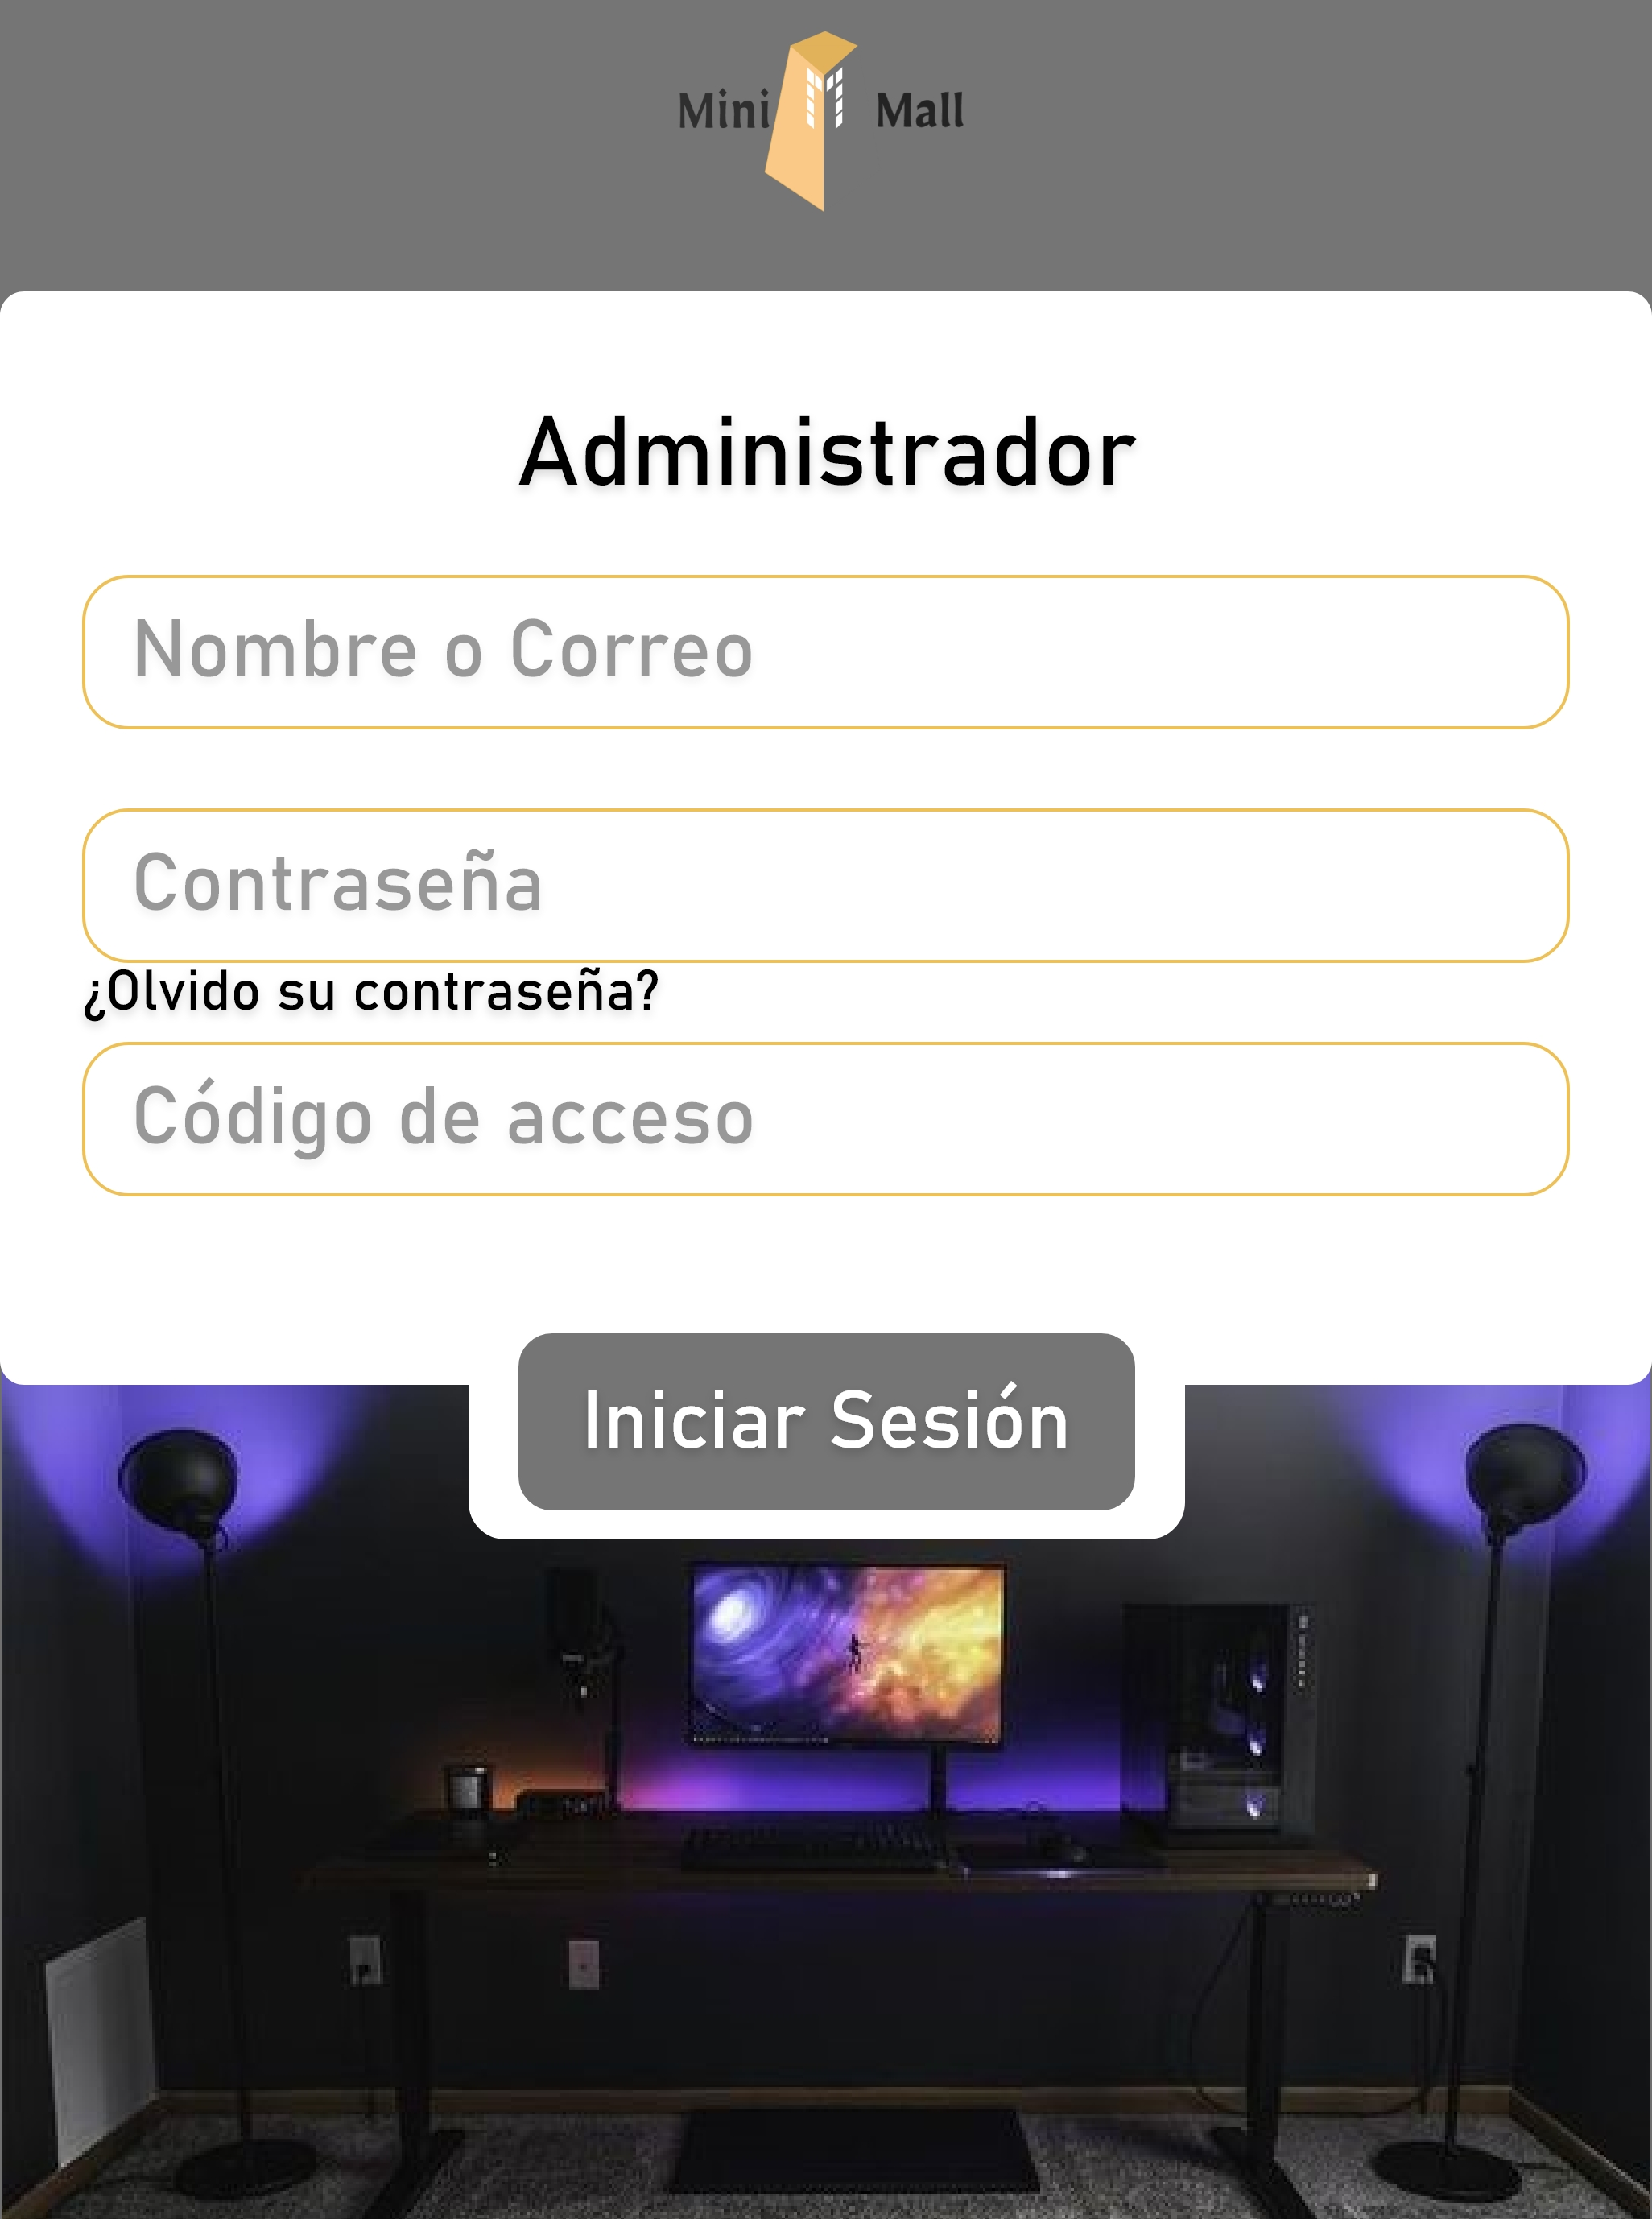 Mini Mall
Administrador
Nombre o Correo
Contraseña
¿Olvido su contraseña?
Código de acceso
Iniciar Sesión